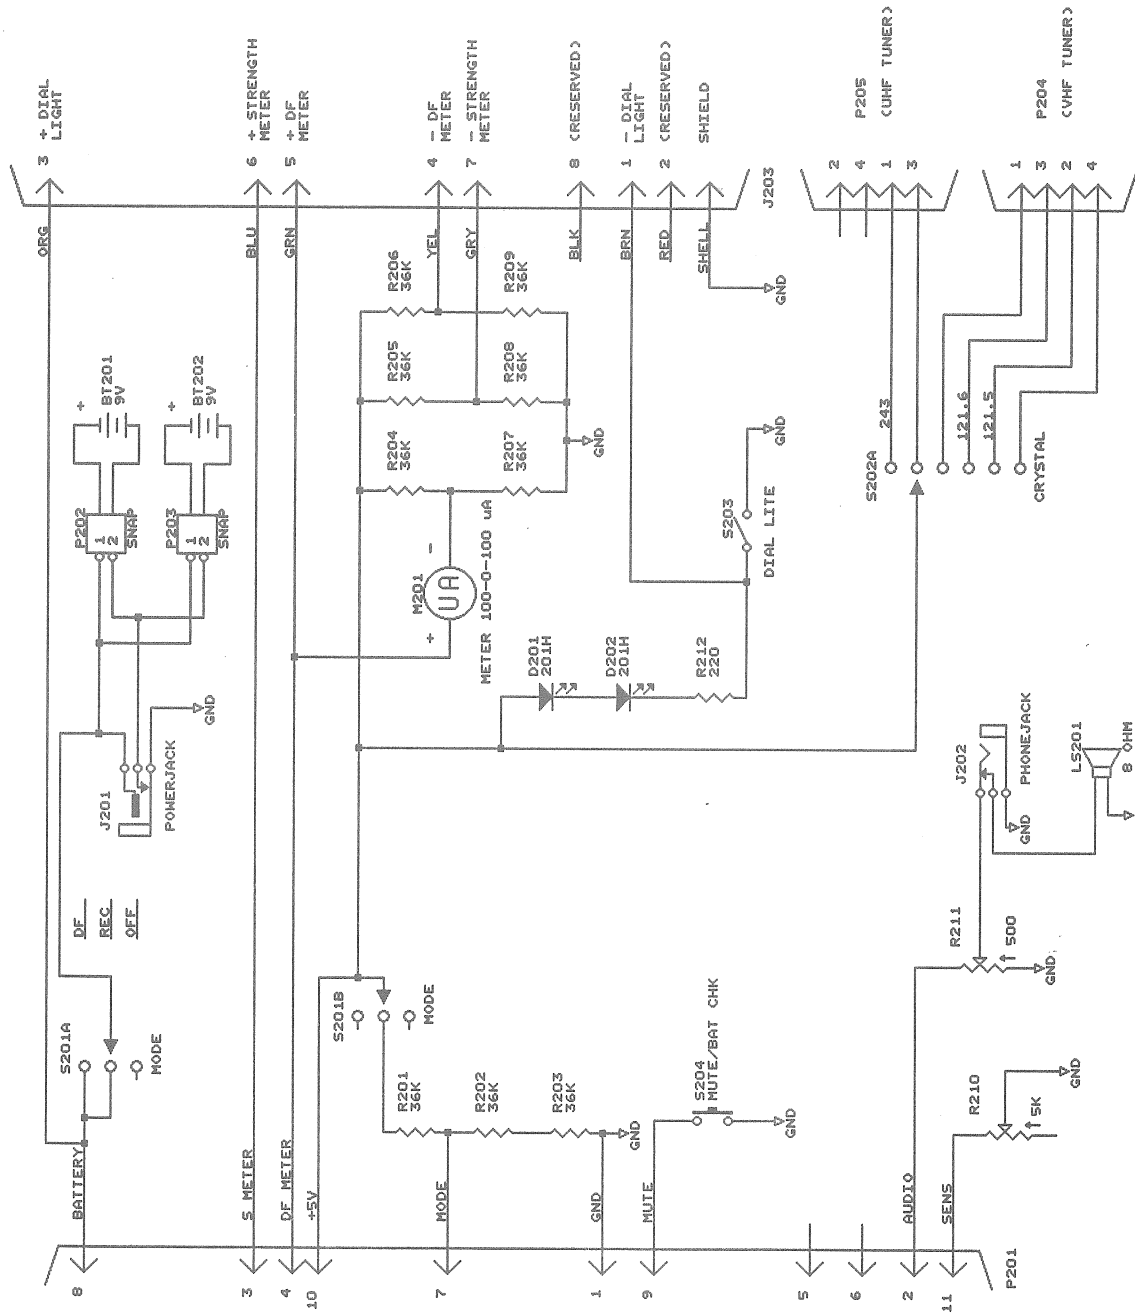 3 + DIAL
LIGHT
6 + STRENGTH
METER
5 + DF
METER
4 - DF
METER
7 - STRENGTH
METER
8 (RESERVED)
1 - DIAL
LIGHT
2 (RESERVED)
SHIELD
J203
ORG
BLU
GRN
YEL
GRY
BLK
BRN
RED
SHELL
GND
2
4
1
3
P205
(UHF TUNER)
1
3
2
4
P204
(VHF TUNER)
BT201
9V
+
BT202
9V
+
P202
1
2
SNAP
P203
1
2
SNAP
J201
POWERJACK
GND
DF
REC
OFF
S201A
MODE
R206
36K
R209
36K
R205
36K
R208
36K
R204
36K
R207
36K
GND
M201
UA
+
-
METER 100-0-100 uA
D201
201H
D202
201H
R212
220
S203
DIAL LITE
GND
S202A
243
121.6
121.5
CRYSTAL
S201B
MODE
R201
36K
R202
36K
R203
36K
GND
S204
MUTE/BAT CHK
GND
J202
PHONEJACK
GND
LS201
8 OHM
R211
500
GND
R210
5K
GND
BATTERY
S METER
DF METER
+5V
MODE
GND
MUTE
AUDIO
SENS
8
3
4
10
7
1
9
5
6
2
11
P201